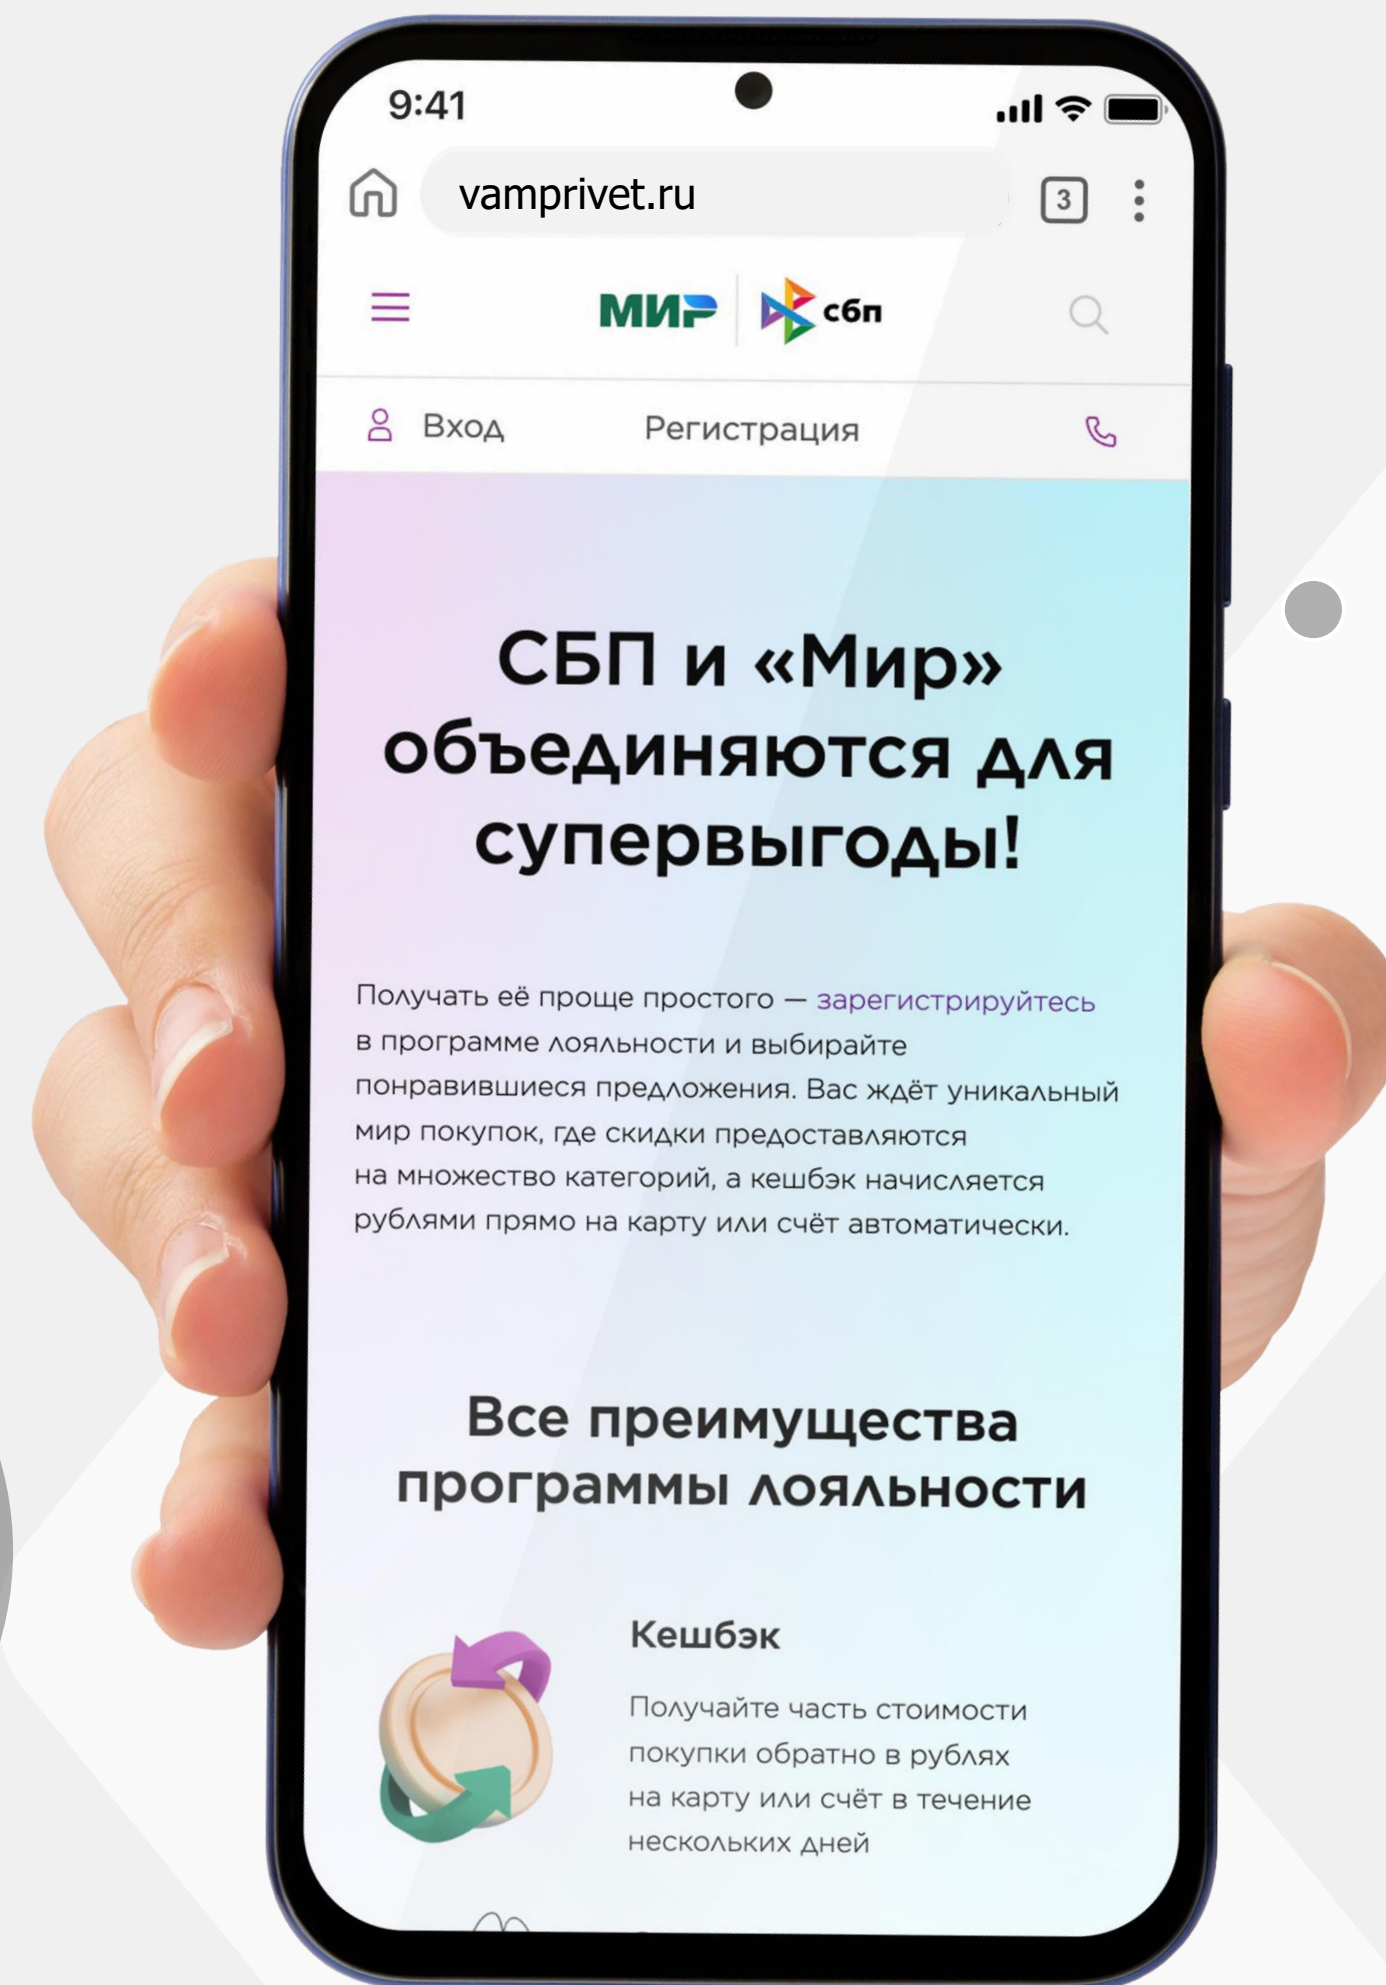 9:41
vamprivet.ru
3
МИР сбп
Вход Регистрация
СБП и «Мир»
объединяются для
супервыгоды!
Получать её проще простого — зарегистрируйтесь
в программе лояльности и выбирайте
понравившиеся предложения. Вас ждёт уникальный
мир покупок, где скидки предоставляются
на множество категорий, а кешбэк начисляется
рублями прямо на карту или счёт автоматически.
Все преимущества
программы лояльности
Кешбэк
Получайте часть стоимости
покупки обратно в рублях
на карту или счёт в течение
нескольких дней